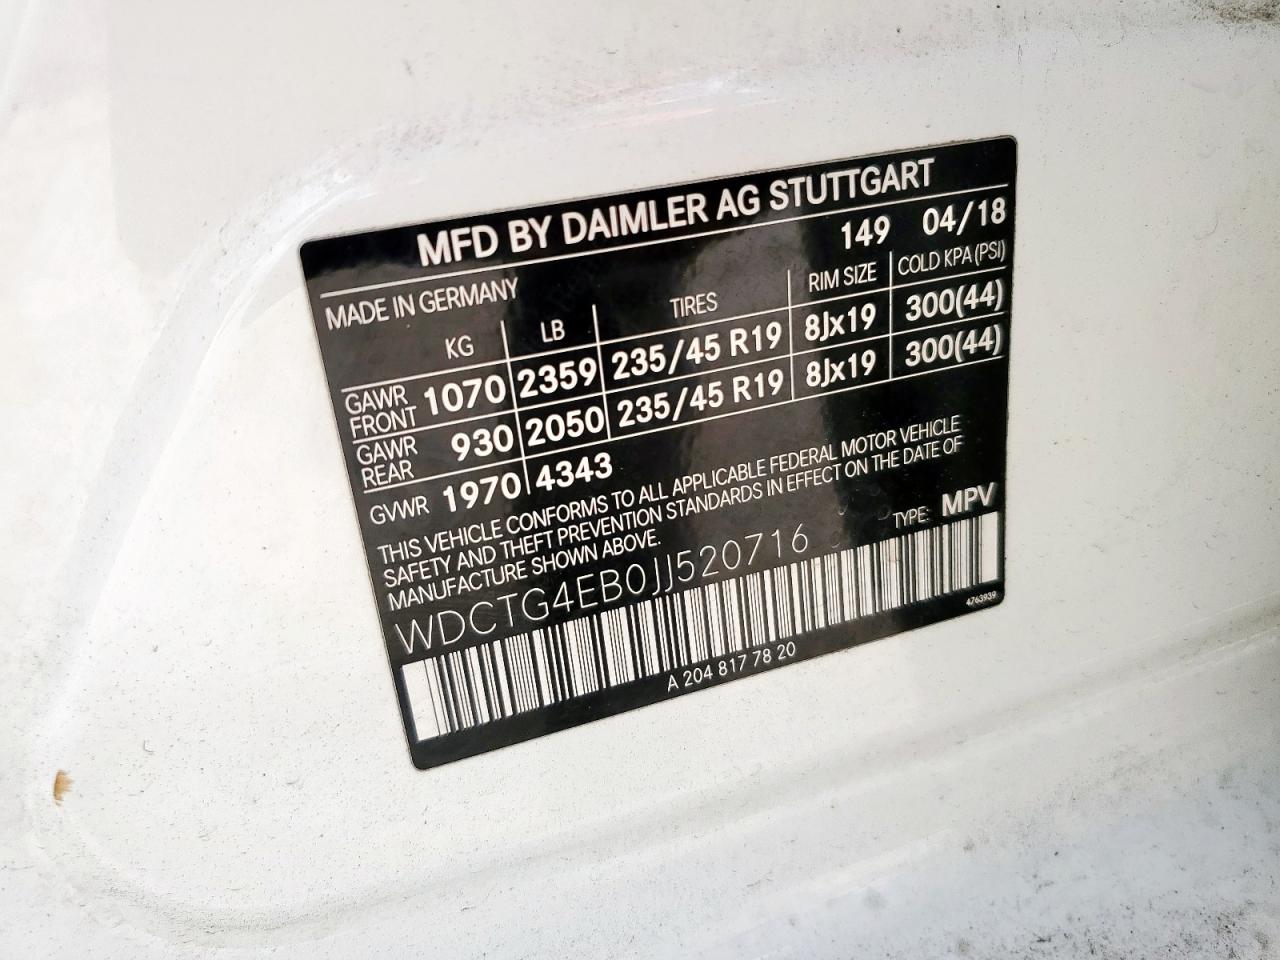 MFD BY DAIMLER AG STUTTGART
149 04/18
MADE IN GERMANY
KG LB TIRES RIM SIZE COLD KPA (PSI)
GAWR FRONT 1070 2359 235/45 R19 8Jx19 300(44)
GAWR REAR 930 2050 235/45 R19 8Jx19 300(44)
GVWR 1970 4343
THIS VEHICLE CONFORMS TO ALL APPLICABLE FEDERAL MOTOR VEHICLE
SAFETY AND THEFT PREVENTION STANDARDS IN EFFECT ON THE DATE OF
MANUFACTURE SHOWN ABOVE.
TYPE: MPV
WDCTG4EB0JJ520716
4763939
A 204 817 78 20